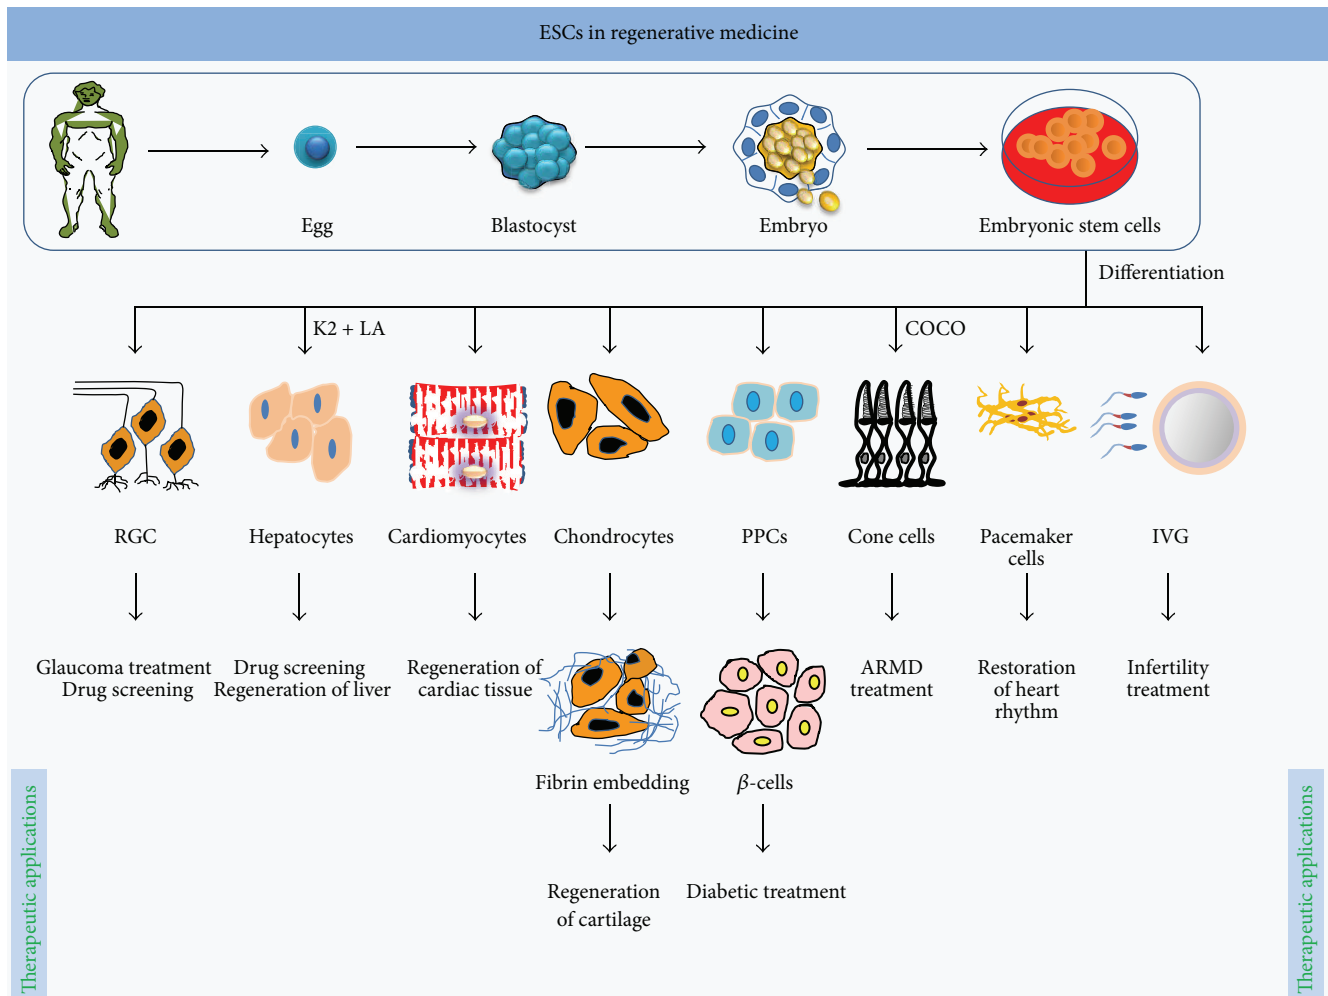 ESCs in regenerative medicine
Egg
Blastocyst
Embryo
Embryonic stem cells
Differentiation
K2 + LA
COCO
RGC
Hepatocytes
Cardiomyocytes
Chondrocytes
PPCs
Cone cells
Pacemaker
cells
IVG
Glaucoma treatment
Drug screening
Drug screening
Regeneration of liver
Regeneration of
cardiac tissue
ARMD
treatment
Restoration
of heart
rhythm
Infertility
treatment
Fibrin embedding
β-cells
Regeneration
of cartilage
Diabetic treatment
Therapeutic applications
Therapeutic applications